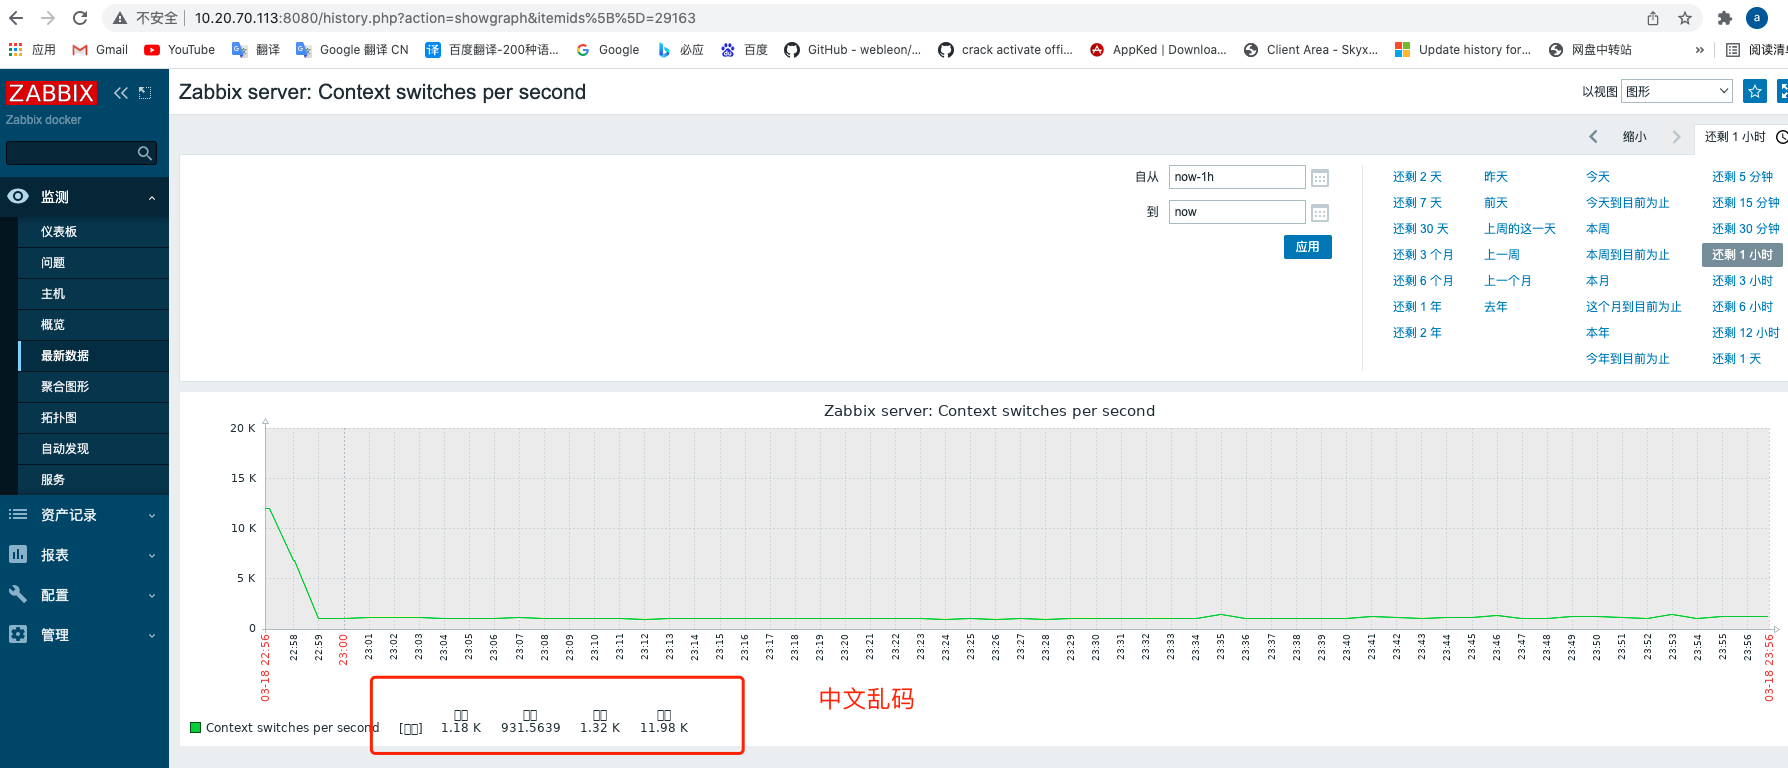 不安全 | 10.20.70.113:8080/history.php?action=showgraph&itemids%5B%5D=29163
a
应用 Gmail YouTube 翻译 Google 翻译 CN 百度翻译-200种语... Google 必应 百度 GitHub - webleon/... crack activate offi... AppKed | Downloa... Client Area - Skyx... Update history for... 网盘中转站 » 阅读清单
ZABBIX
Zabbix docker
监测
仪表板
问题
主机
概览
最新数据
聚合图形
拓扑图
自动发现
服务
资产记录
报表
配置
管理
Zabbix server: Context switches per second
以视图 图形
缩小 还剩 1 小时
自从 now-1h
到 now
应用
还剩 2 天 昨天 今天 还剩 5 分钟
还剩 7 天 前天 今天到目前为止 还剩 15 分钟
还剩 30 天 上周的这一天 本周 还剩 30 分钟
还剩 3 个月 上一周 本周到目前为止 还剩 1 小时
还剩 6 个月 上一个月 本月 还剩 3 小时
还剩 1 年 去年 这个月到目前为止 还剩 6 小时
还剩 2 年 本年 还剩 12 小时
今年到目前为止 还剩 1 天
Zabbix server: Context switches per second
20 K
15 K
10 K
5 K
0
03-18 22:56 22:58 22:59 23:00 23:01 23:02 23:03 23:04 23:05 23:06 23:07 23:08 23:09 23:10 23:11 23:12 23:13 23:14 23:15 23:16 23:17 23:18 23:19 23:20 23:21 23:22 23:23 23:24 23:25 23:26 23:27 23:28 23:29 23:30 23:31 23:32 23:33 23:34 23:35 23:36 23:37 23:38 23:39 23:40 23:41 23:42 23:43 23:44 23:45 23:46 23:47 23:48 23:49 23:50 23:51 23:52 23:53 23:54 23:55 23:56 03-18 23:56
中文乱码
□□ □□ □□ □□
Context switches per second [□□] 1.18 K 931.5639 1.32 K 11.98 K